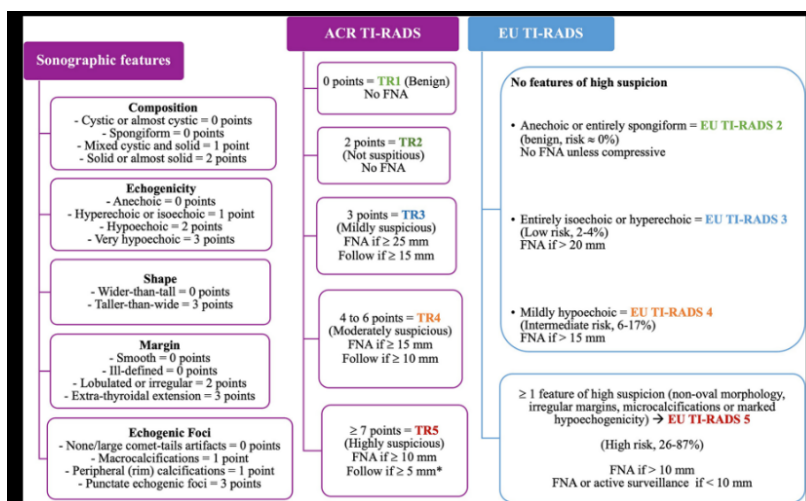 Sonographic features
Composition
- Cystic or almost cystic = 0 points
- Spongiform = 0 points
- Mixed cystic and solid = 1 point
- Solid or almost solid = 2 points
Echogenicity
- Anechoic = 0 points
- Hyperechoic or isoechoic = 1 point
- Hypoechoic = 2 points
- Very hypoechoic = 3 points
Shape
- Wider-than-tall = 0 points
- Taller-than-wide = 3 points
Margin
- Smooth = 0 points
- Ill-defined = 0 points
- Lobulated or irregular = 2 points
- Extra-thyroidal extension = 3 points
Echogenic Foci
- None/large comet-tails artifacts = 0 points
- Macrocalcifications = 1 point
- Peripheral (rim) calcifications = 1 point
- Punctate echogenic foci = 3 points
ACR TI-RADS
0 points = TR1 (Benign)
No FNA
2 points = TR2
(Not suspitious)
No FNA
3 points = TR3
(Mildly suspicious)
FNA if ≥ 25 mm
Follow if ≥ 15 mm
4 to 6 points = TR4
(Moderately suspicious)
FNA if ≥ 15 mm
Follow if ≥ 10 mm
≥ 7 points = TR5
(Highly suspicious)
FNA if ≥ 10 mm
Follow if ≥ 5 mm*
EU TI-RADS
No features of high suspicion
• Anechoic or entirely spongiform = EU TI-RADS 2
(benign, risk ≈ 0%)
No FNA unless compressive
• Entirely isoechoic or hyperechoic = EU TI-RADS 3
(Low risk, 2-4%)
FNA if > 20 mm
• Mildly hypoechoic = EU TI-RADS 4
(Intermediate risk, 6-17%)
FNA if > 15 mm
≥ 1 feature of high suspicion (non-oval morphology,
irregular margins, microcalcifications or marked
hypoechogenicity) → EU TI-RADS 5
(High risk, 26-87%)
FNA if > 10 mm
FNA or active surveillance if < 10 mm